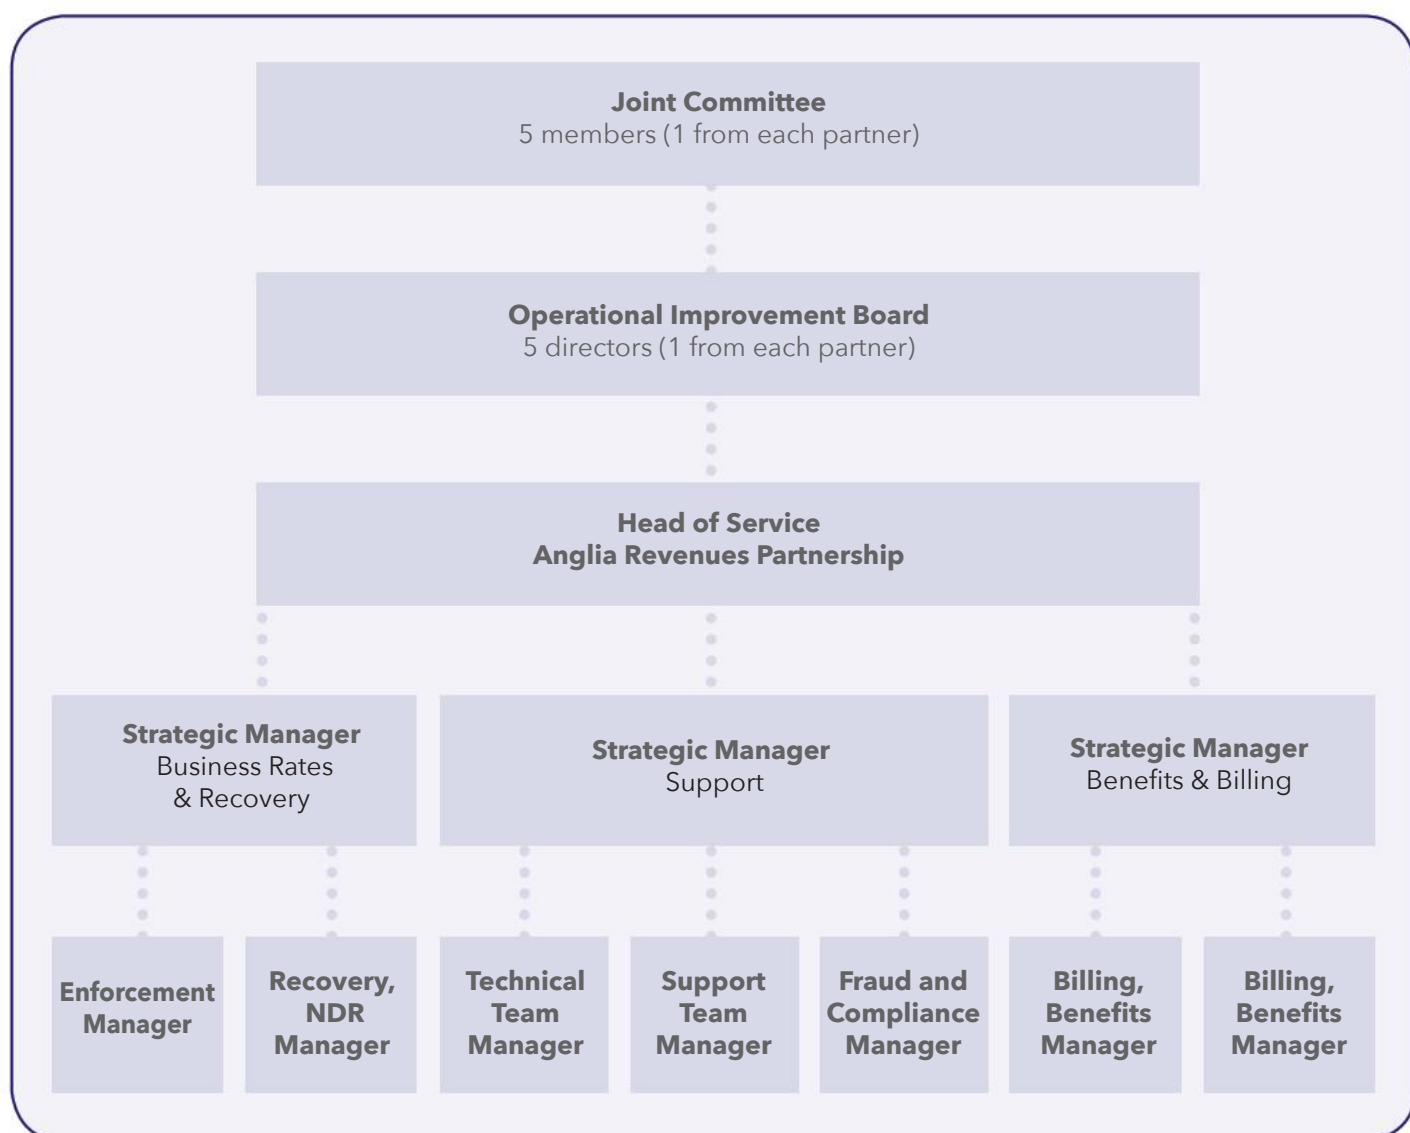 Joint Committee
5 members (1 from each partner)
Operational Improvement Board
5 directors (1 from each partner)
Head of Service
Anglia Revenues Partnership
Strategic Manager
Business Rates
& Recovery
Strategic Manager
Support
Strategic Manager
Benefits & Billing
Enforcement
Manager
Recovery,
NDR
Manager
Technical
Team
Manager
Support
Team
Manager
Fraud and
Compliance
Manager
Billing,
Benefits
Manager
Billing,
Benefits
Manager